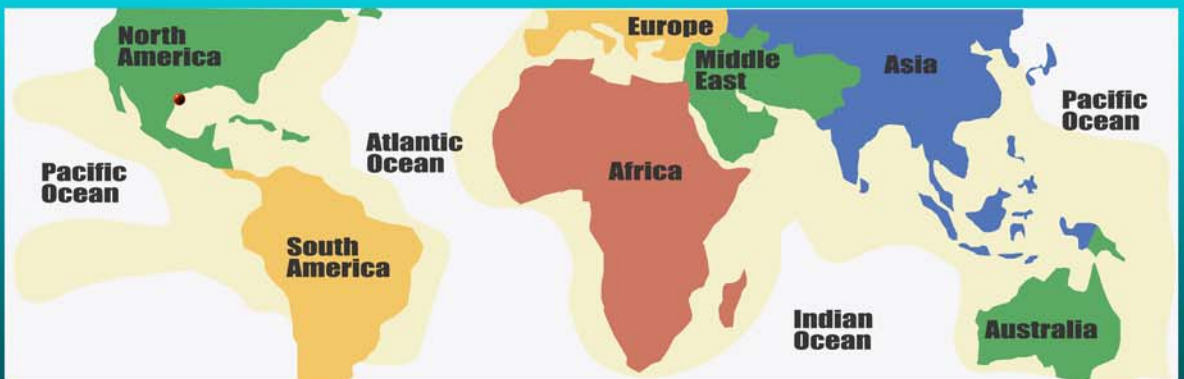 North
America
Europe
Middle
East
Asia
Pacific
Ocean
Atlantic
Ocean
Pacific
Ocean
Africa
South
America
Indian
Ocean
Australia